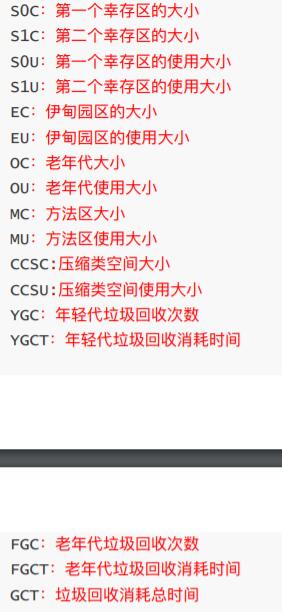 S0C: 第一个幸存区的大小
S1C: 第二个幸存区的大小
S0U: 第一个幸存区的使用大小
S1U: 第二个幸存区的使用大小
EC: 伊甸园区的大小
EU: 伊甸园区的使用大小
OC: 老年代大小
OU: 老年代使用大小
MC: 方法区大小
MU: 方法区使用大小
CCSC:压缩类空间大小
CCSU:压缩类空间使用大小
YGC: 年轻代垃圾回收次数
YGCT: 年轻代垃圾回收消耗时间
FGC: 老年代垃圾回收次数
FGCT: 老年代垃圾回收消耗时间
GCT: 垃圾回收消耗总时间